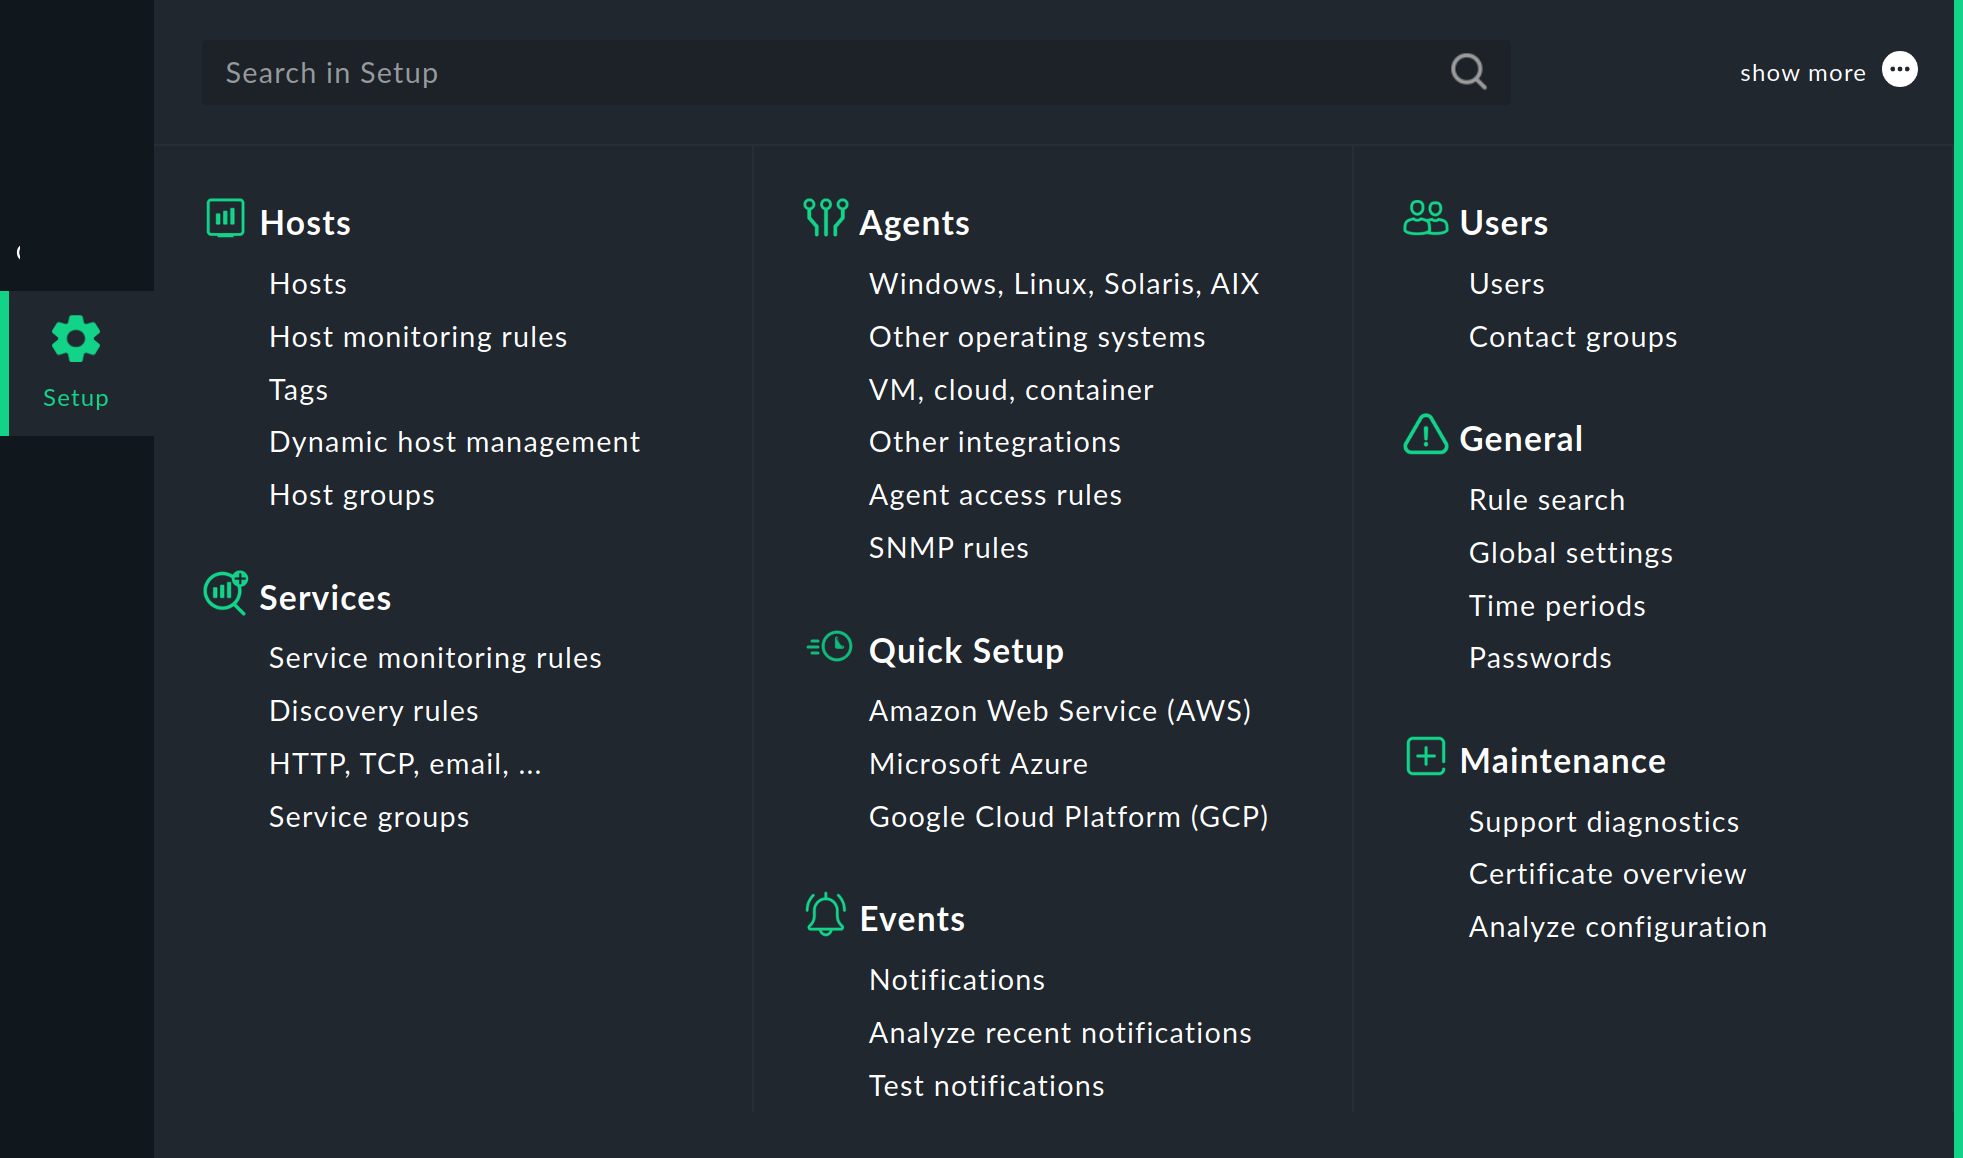 Search in Setup
show more
Setup
Hosts
Hosts
Host monitoring rules
Tags
Dynamic host management
Host groups
Services
Service monitoring rules
Discovery rules
HTTP, TCP, email, ...
Service groups
Agents
Windows, Linux, Solaris, AIX
Other operating systems
VM, cloud, container
Other integrations
Agent access rules
SNMP rules
Quick Setup
Amazon Web Service (AWS)
Microsoft Azure
Google Cloud Platform (GCP)
Events
Notifications
Analyze recent notifications
Test notifications
Users
Users
Contact groups
General
Rule search
Global settings
Time periods
Passwords
Maintenance
Support diagnostics
Certificate overview
Analyze configuration